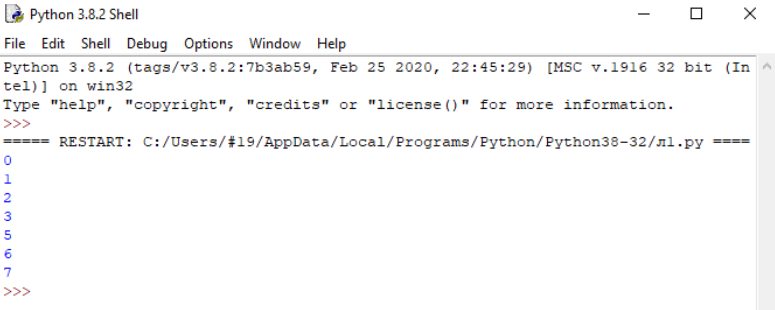 Python 3.8.2 Shell
File Edit Shell Debug Options Window Help
Python 3.8.2 (tags/v3.8.2:7b3ab59, Feb 25 2020, 22:45:29) [MSC v.1916 32 bit (In
tel)] on win32
Type "help", "copyright", "credits" or "license()" for more information.
>>>
===== RESTART: C:/Users/#19/AppData/Local/Programs/Python/Python38-32/л1.py ====
0
1
2
3
5
6
7
>>>